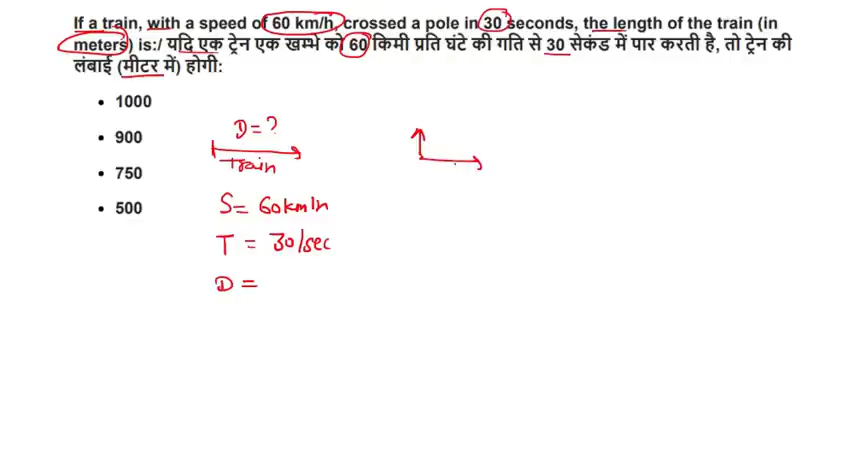 If a train, with a speed of 60 km/h, crossed a pole in 30 seconds, the length of the train (in
meters) is:/ यदि एक ट्रेन एक खम्भे को 60 किमी प्रति घंटे की गति से 30 सेकंड में पार करती है, तो ट्रेन की
लंबाई (मीटर में) होगी:
• 1000
• 900
• 750
• 500
D = ?
Train
S = 60km/n
T = 30/sec
D =